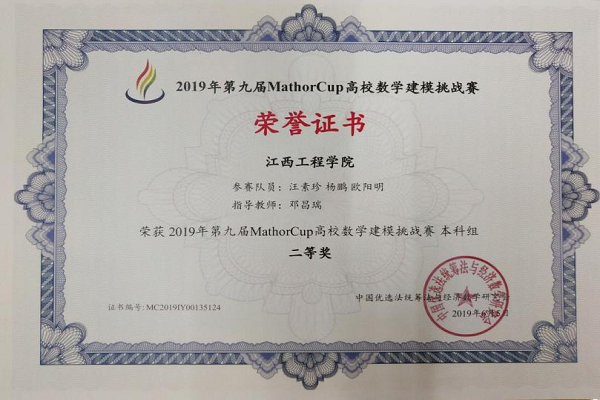 2019年第九届MathorCup高校数学建模挑战赛
荣誉证书
江西工程学院
参赛队员：汪素珍 杨鹏 欧阳明
指导教师：邓昌瑞
荣获 2019年第九届MathorCup高校数学建模挑战赛 本科组
二等奖
中国优选法统筹法与经济数学研究会
证书编号：MC2019IY00135124
2019年6月5日